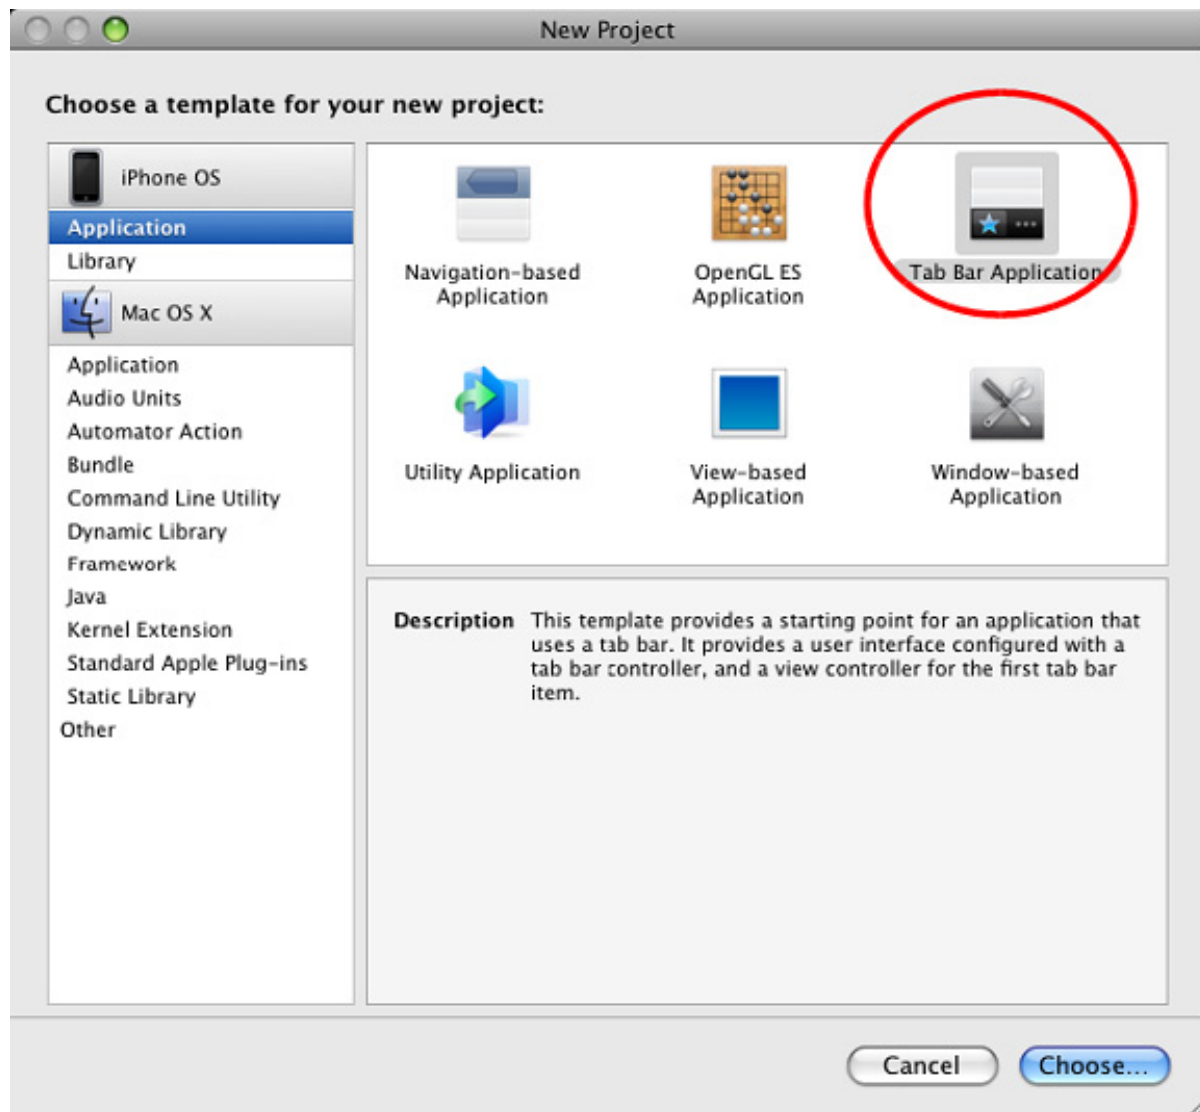 New Project
Choose a template for your new project:
iPhone OS
Application
Library
Mac OS X
Application
Audio Units
Automator Action
Bundle
Command Line Utility
Dynamic Library
Framework
Java
Kernel Extension
Standard Apple Plug-ins
Static Library
Other
Navigation-based
Application
OpenGL ES
Application
Tab Bar Application
Utility Application
View-based
Application
Window-based
Application
Description This template provides a starting point for an application that
uses a tab bar. It provides a user interface configured with a
tab bar controller, and a view controller for the first tab bar
item.
Cancel
Choose...